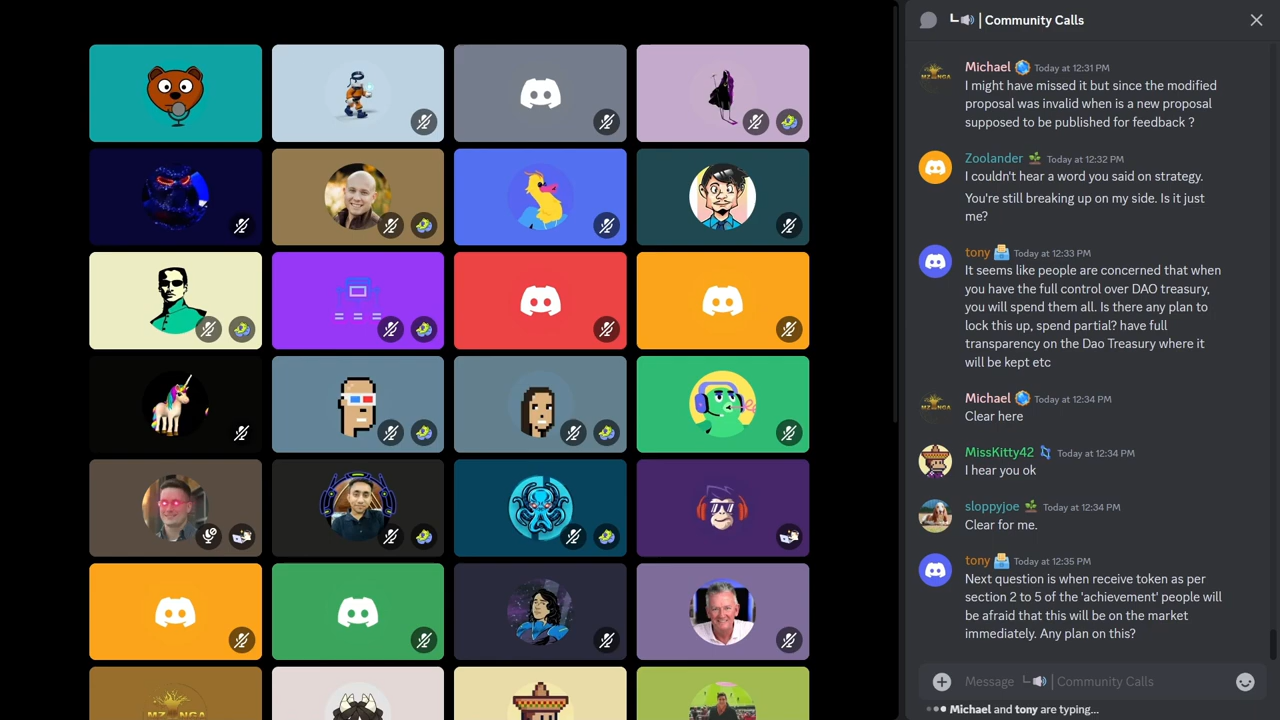 └ | Community Calls
Michael Today at 12:31 PM
I might have missed it but since the modified
proposal was invalid when is a new proposal
supposed to be published for feedback ?
Zoolander Today at 12:32 PM
I couldn't hear a word you said on strategy.
You're still breaking up on my side. Is it just
me?
tony Today at 12:33 PM
It seems like people are concerned that when
you have the full control over DAO treasury,
you will spend them all. Is there any plan to
lock this up, spend partial? have full
transparency on the Dao Treasury where it
will be kept etc
Michael Today at 12:34 PM
Clear here
MissKitty42 Today at 12:34 PM
I hear you ok
sloppyjoe Today at 12:34 PM
Clear for me.
tony Today at 12:35 PM
Next question is when receive token as per
section 2 to 5 of the 'achievement' people will
be afraid that this will be on the market
immediately. Any plan on this?
Message └ | Community Calls
Michael and tony are typing...